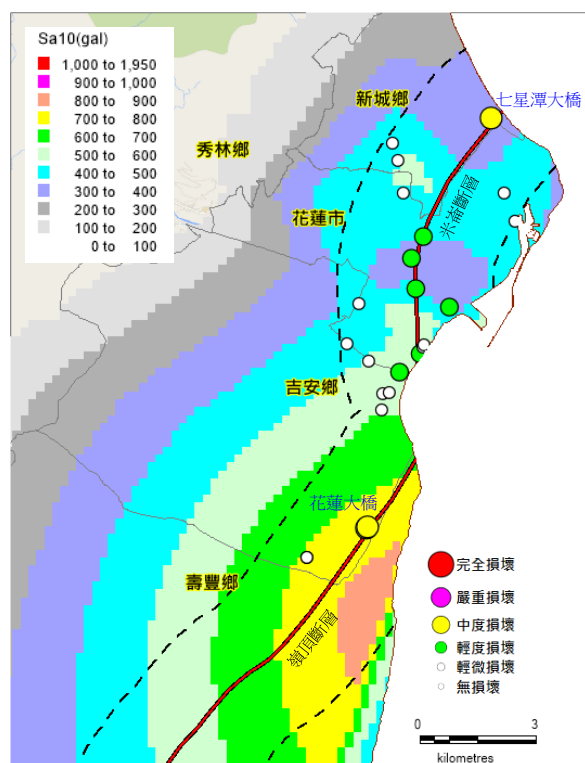 Sa10(gal)
1,000 to 1,950
900 to 1,000
800 to 900
700 to 800
600 to 700
500 to 600
400 to 500
300 to 400
200 to 300
100 to 200
0 to 100
七星潭大橋
新城鄉
秀林鄉
米崙斷層
花蓮市
吉安鄉
花蓮大橋
壽豐鄉
嶺頂斷層
完全損壞
嚴重損壞
中度損壞
輕度損壞
輕微損壞
無損壞
0 3
kilometres